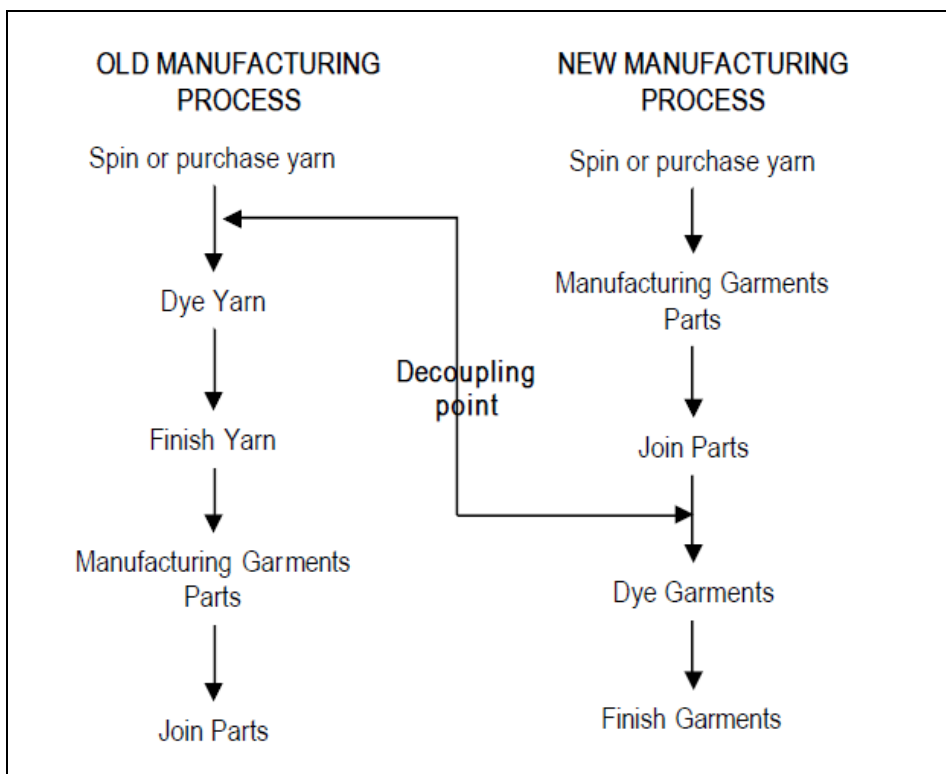 OLD MANUFACTURING
PROCESS
Spin or purchase yarn
Dye Yarn
Finish Yarn
Manufacturing Garments
Parts
Join Parts
Decoupling
point
NEW MANUFACTURING
PROCESS
Spin or purchase yarn
Manufacturing Garments
Parts
Join Parts
Dye Garments
Finish Garments